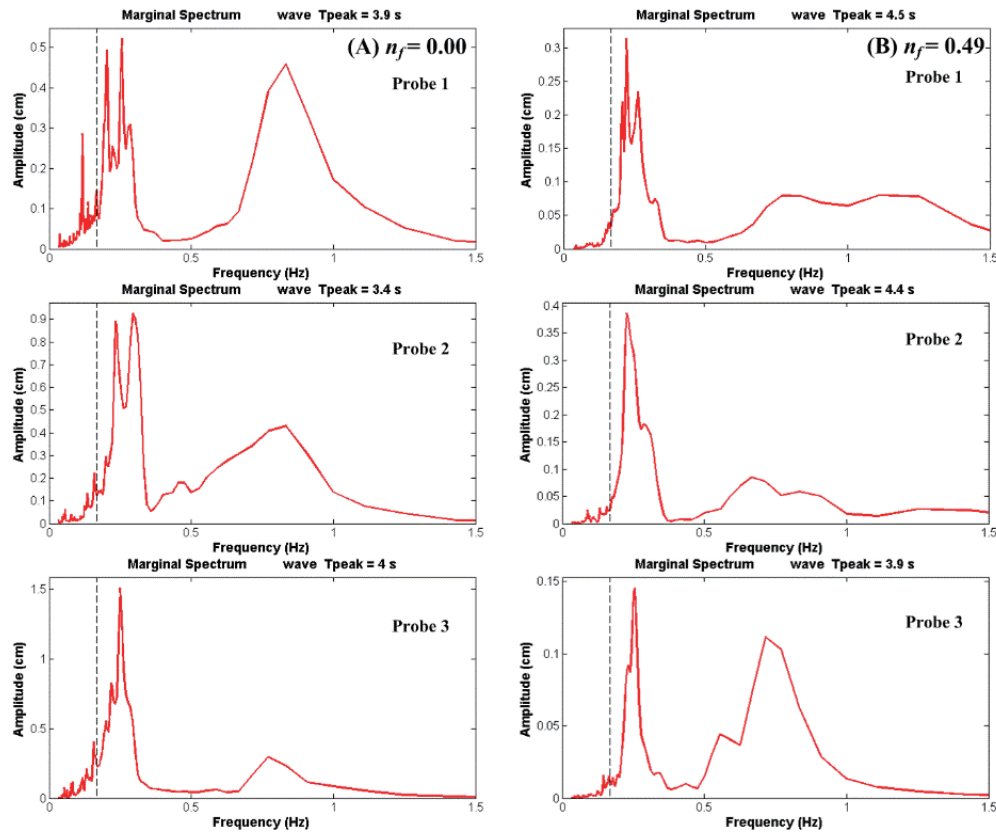 Marginal Spectrum wave Tpeak = 3.9 s
(A) nf = 0.00
Probe 1
Amplitude (cm)
0.5
0.4
0.3
0.2
0.1
0
0 0.5 1 1.5
Frequency (Hz)
Marginal Spectrum wave Tpeak = 4.5 s
(B) nf = 0.49
Probe 1
Amplitude (cm)
0.3
0.25
0.2
0.15
0.1
0.05
0
0 0.5 1 1.5
Frequency (Hz)
Marginal Spectrum wave Tpeak = 3.4 s
Probe 2
Amplitude (cm)
0.9
0.8
0.7
0.6
0.5
0.4
0.3
0.2
0.1
0
0 0.5 1 1.5
Frequency (Hz)
Marginal Spectrum wave Tpeak = 4.4 s
Probe 2
Amplitude (cm)
0.4
0.35
0.3
0.25
0.2
0.15
0.1
0.05
0
0 0.5 1 1.5
Frequency (Hz)
Marginal Spectrum wave Tpeak = 4 s
Probe 3
Amplitude (cm)
1.5
1
0.5
0
0 0.5 1 1.5
Frequency (Hz)
Marginal Spectrum wave Tpeak = 3.9 s
Probe 3
Amplitude (cm)
0.15
0.1
0.05
0
0 0.5 1 1.5
Frequency (Hz)